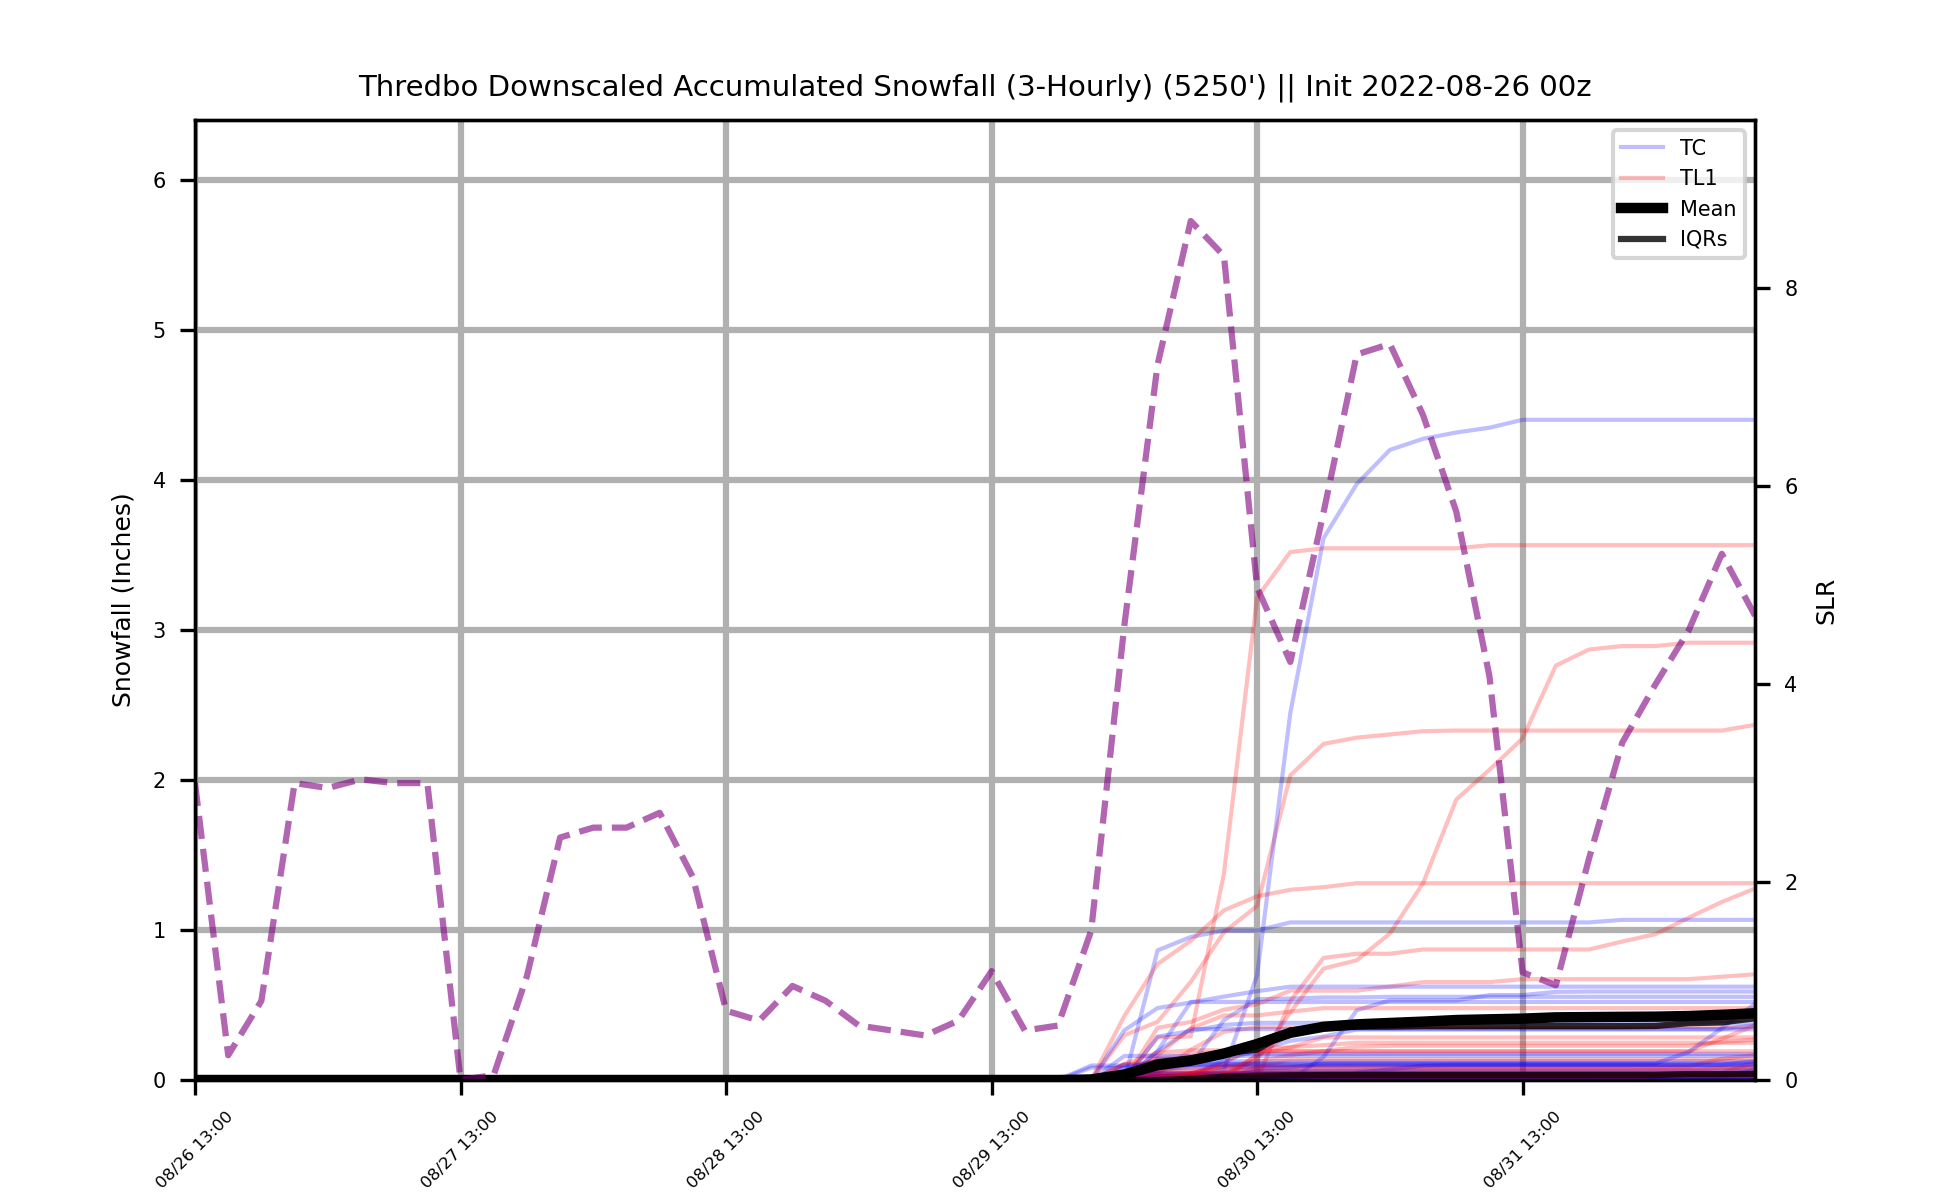 Thredbo Downscaled Accumulated Snowfall (3-Hourly) (5250') || Init 2022-08-26 00z
TC
TL1
Mean
IQRs
Snowfall (Inches)
6
5
4
3
2
1
0
SLR
8
6
4
2
0
08/26 13:00
08/27 13:00
08/28 13:00
08/29 13:00
08/30 13:00
08/31 13:00